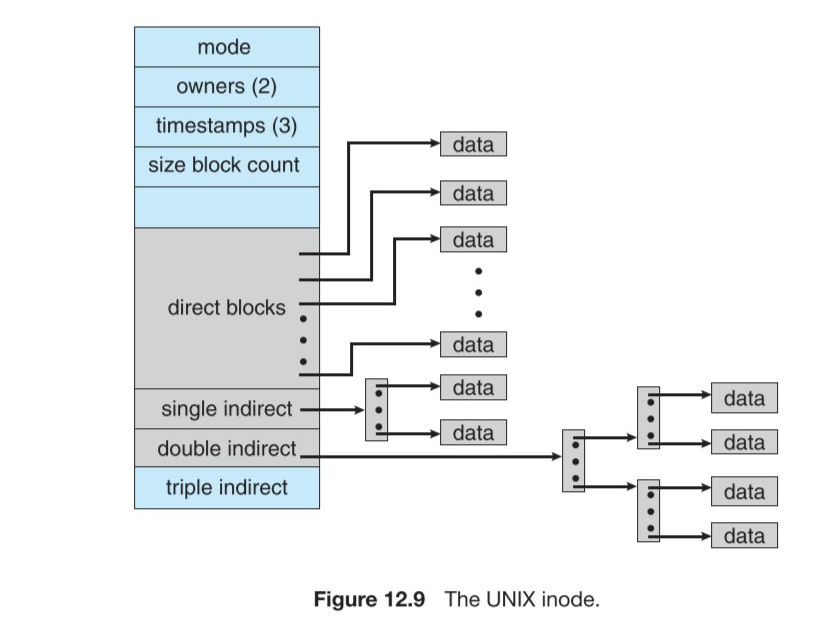 mode
owners (2)
timestamps (3)
size block count
data
data
data
direct blocks
data
data
single indirect
data
double indirect
triple indirect
data
data
data
data
Figure 12.9 The UNIX inode.